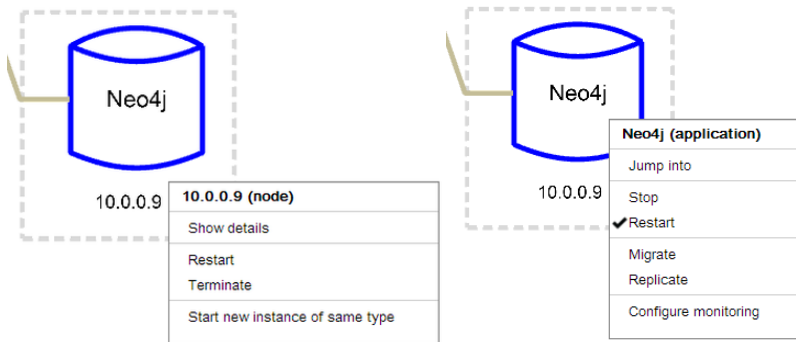 Neo4j
10.0.0.9
10.0.0.9 (node)
Show details
Restart
Terminate
Start new instance of same type
Neo4j
10.0.0.9
Neo4j (application)
Jump into
Stop
Restart
Migrate
Replicate
Configure monitoring